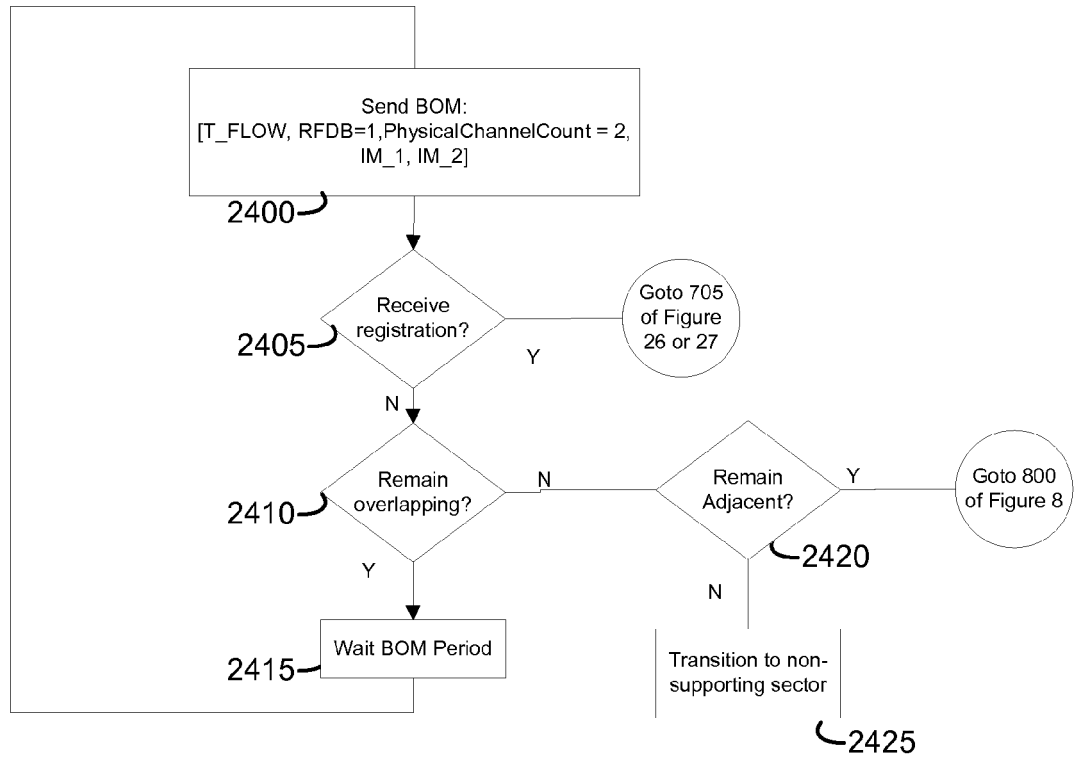 Send BOM:
[T_FLOW, RFDB=1,PhysicalChannelCount = 2,
IM_1, IM_2]
2400
Receive
registration?
2405
Y
Goto 705
of Figure
26 or 27
N
Remain
overlapping?
2410
N
Remain
Adjacent?
2420
Y
Goto 800
of Figure 8
Y
N
Wait BOM Period
2415
Transition to non-
supporting sector
2425